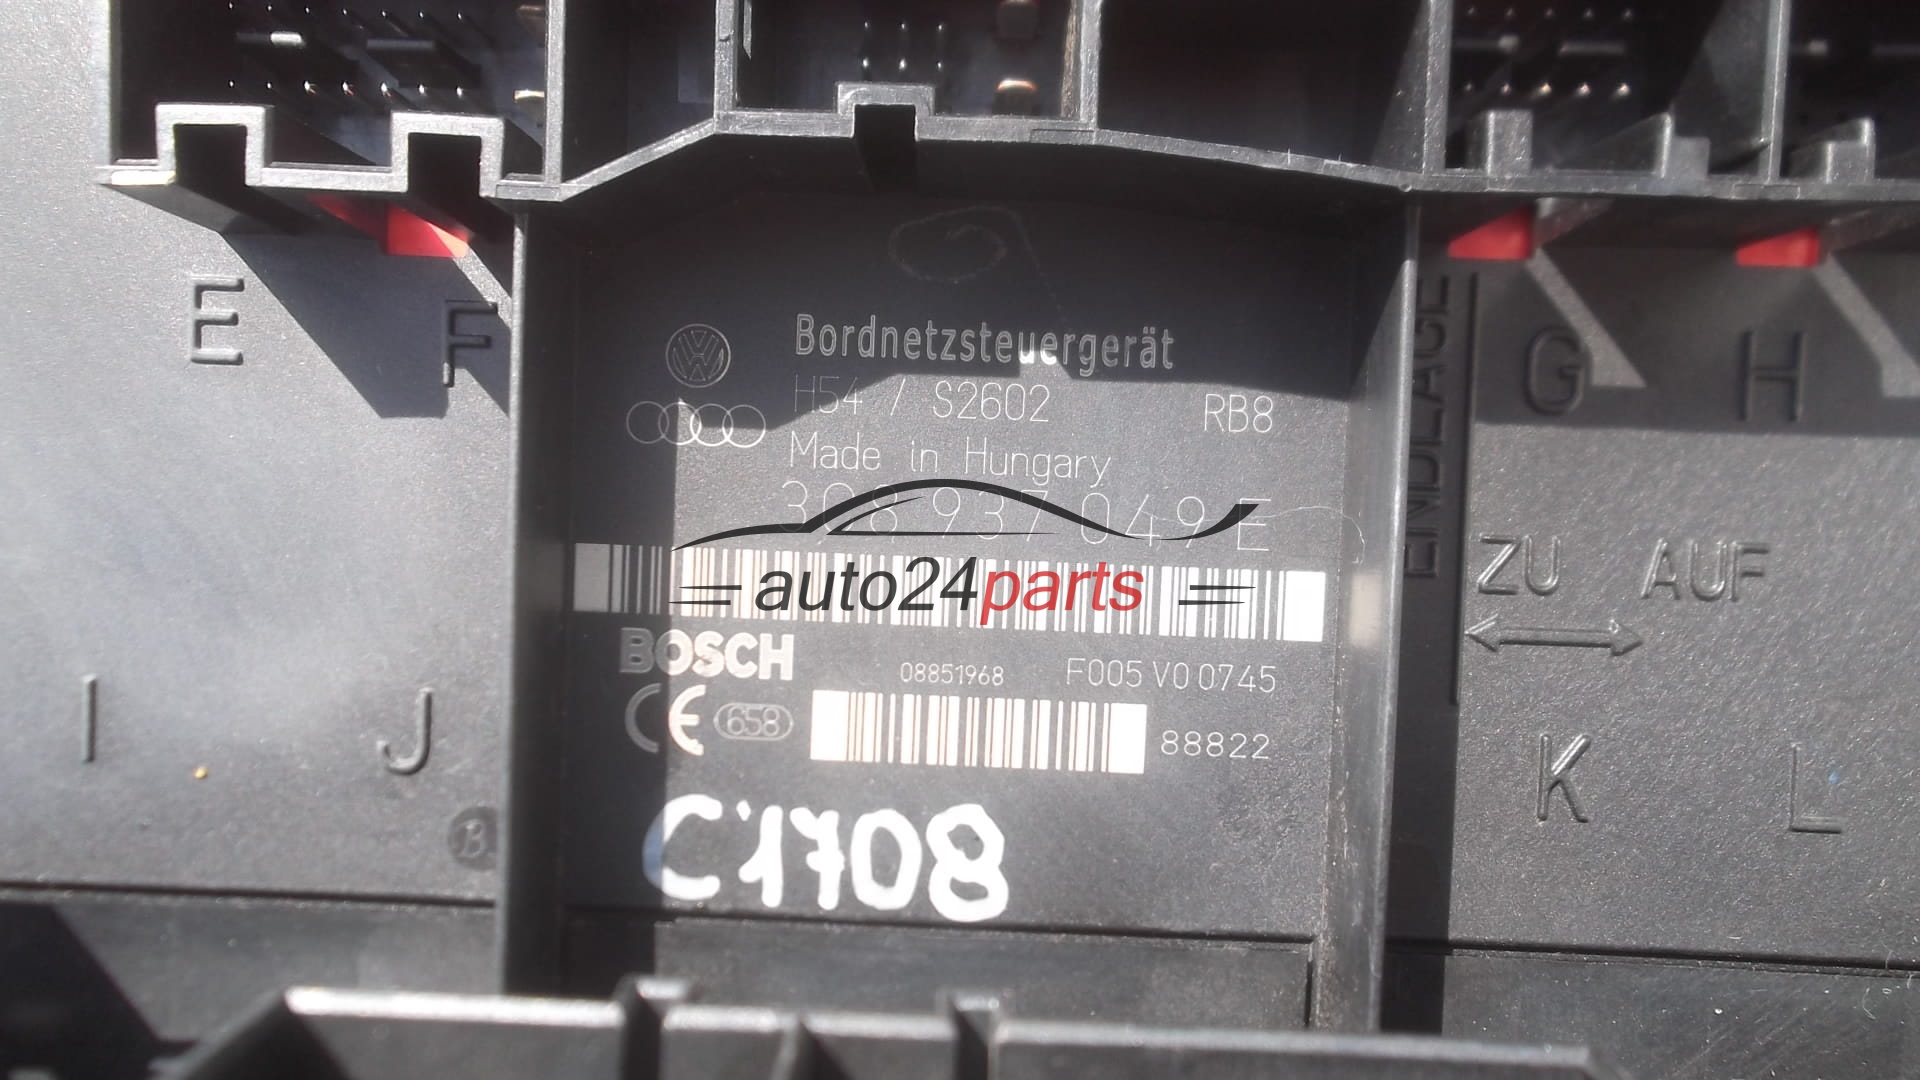 E F
Bordnetzsteuergerät
H54 / S2602 RB8
Made in Hungary
3C8 937 049 E
auto24parts
BOSCH 08851968 F005 V0 0745
CE 658 88822
C1708
ENDLAGE
G H
ZU AUF
I J
K L
B